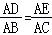 AD/AB = AE/AC